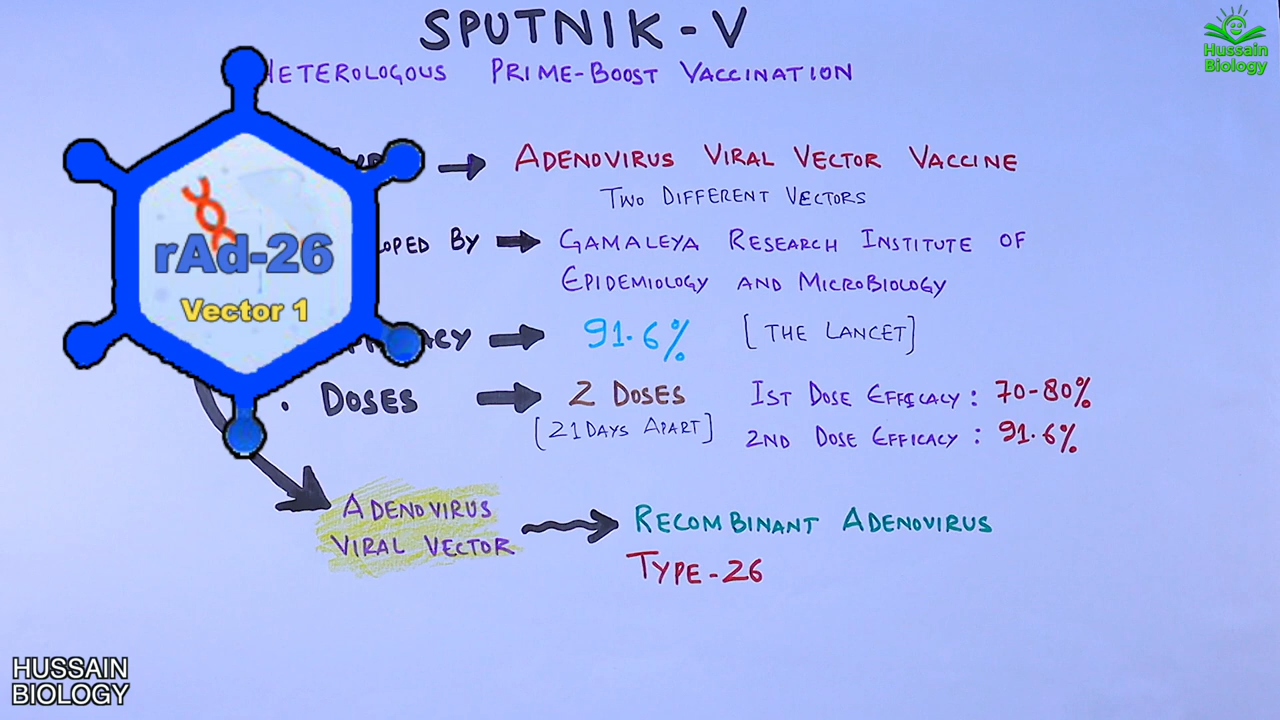 SPUTNIK - V
HETEROLOGOUS PRIME-BOOST VACCINATION
Hussain
Biology
→ ADENOVIRUS VIRAL VECTOR VACCINE
TWO DIFFERENT VECTORS
BY → GAMALEYA RESEARCH INSTITUTE OF
EPIDEMIOLOGY AND MICROBIOLOGY
rAd-26
Vector 1
→ 91.6% [THE LANCET]
• DOSES → 2 DOSES
[21 DAYS APART]
IST DOSE EFFICACY : 70-80%
2ND DOSE EFFICACY : 91.6%
ADENOVIRUS
VIRAL VECTOR
→ RECOMBINANT ADENOVIRUS
TYPE-26
HUSSAIN
BIOLOGY